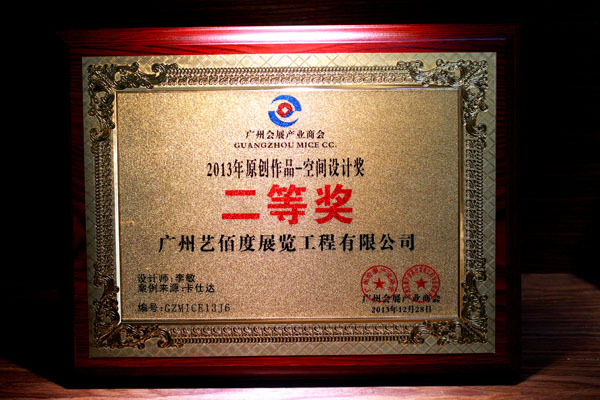 广州会展产业商会
GUANGZHOU MICE CC.
2013年原创作品-空间设计奖
二等奖
广州艺佰度展览工程有限公司
设计师:李敏
案例来源:卡仕达
编号:GZMICE13J6
广州会展产业商会
2013年12月28日